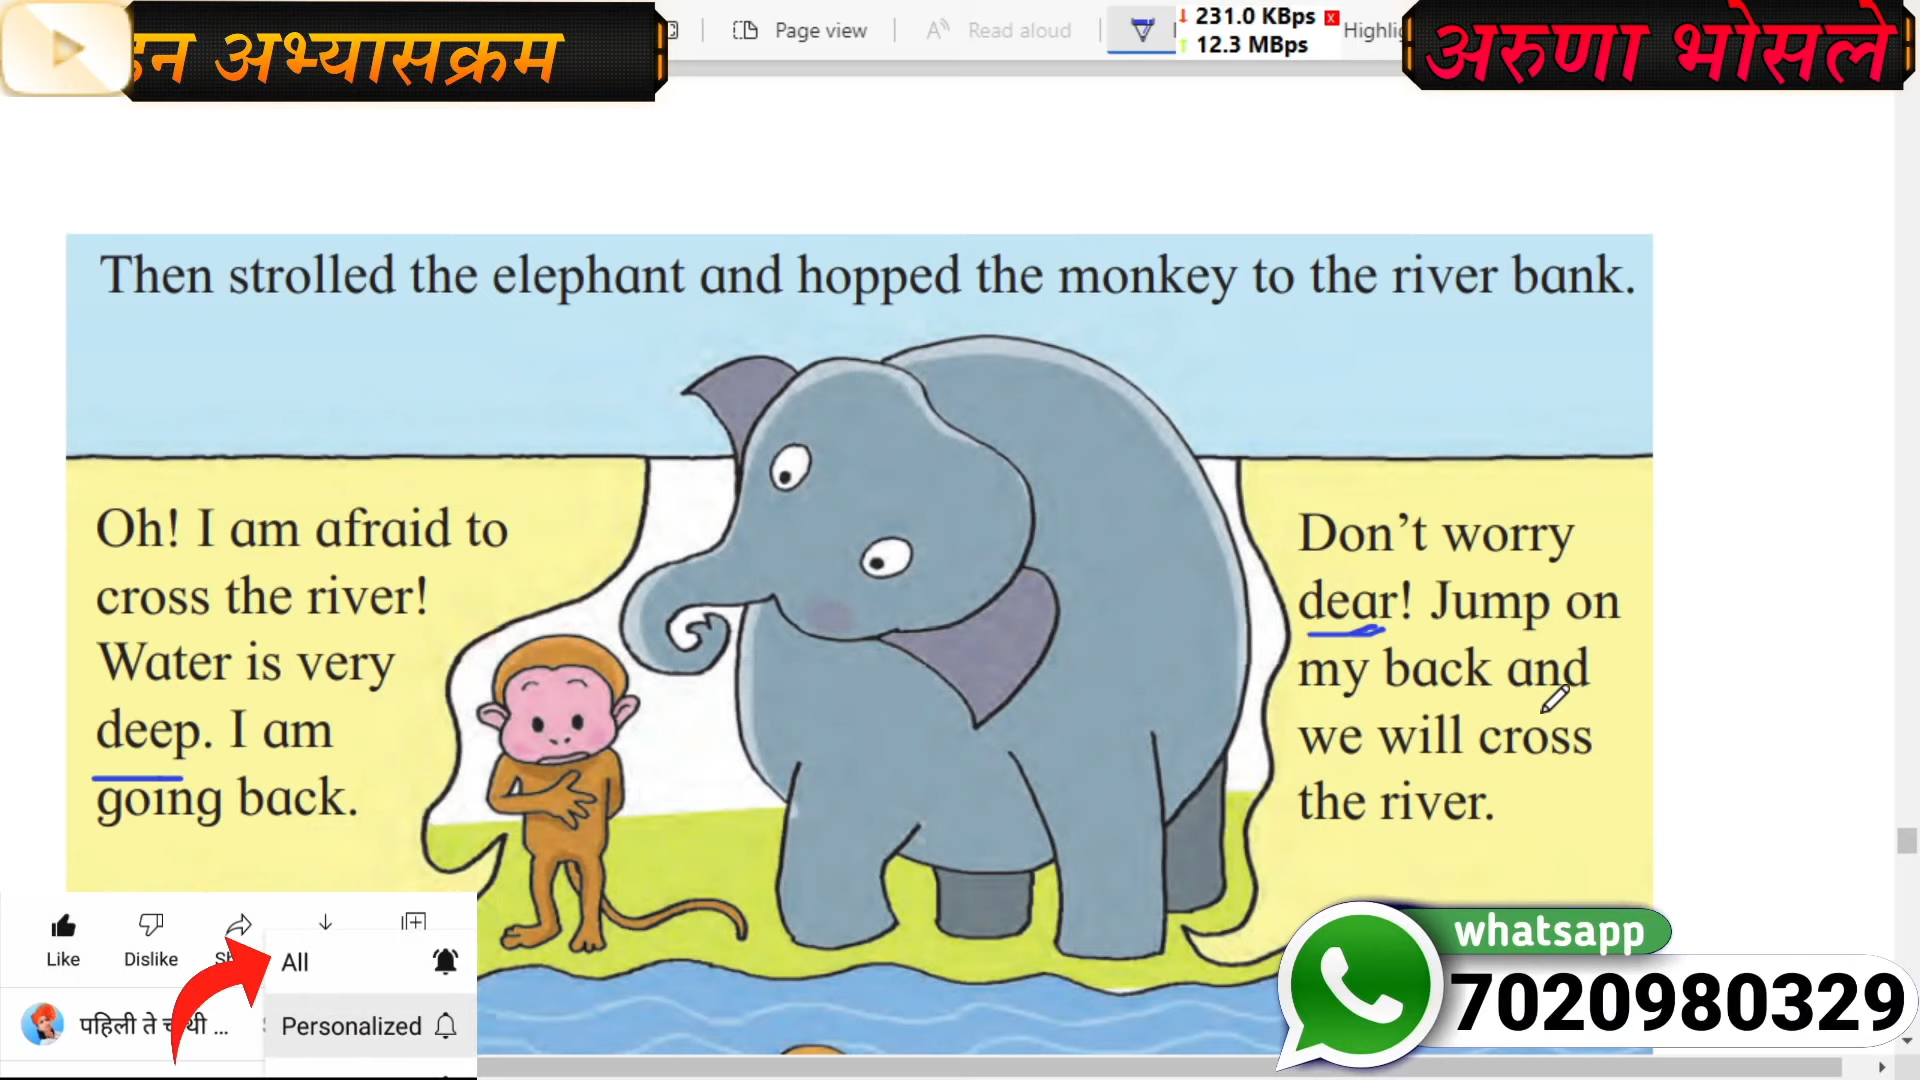 अभ्यासक्रम
Page view
Read aloud
231.0 KBps
12.3 MBps
अरुणा भोसले
Then strolled the elephant and hopped the monkey to the river bank.
Oh! I am afraid to
cross the river!
Water is very
deep. I am
going back.
Don't worry
dear! Jump on
my back and
we will cross
the river.
Like
Dislike
All
पहिली ते
Personalized
whatsapp
7020980329